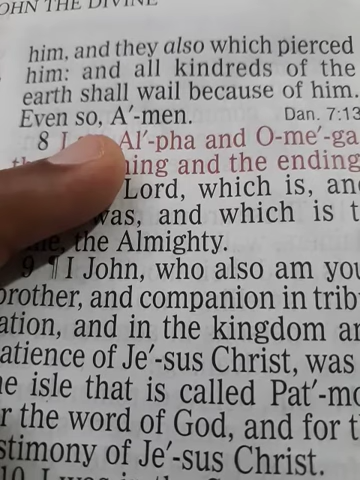 OHN THE DIVINE
him, and they also which pierced
him: and all kindreds of the
earth shall wail because of him.
Even so, A′-men. Dan. 7:13
8 I Al′-pha and O-me′-ga
ning and the ending
Lord, which is, an
was, and which is t
me, the Almighty.
9 ¶ I John, who also am you
brother, and companion in trib
ation, and in the kingdom an
atience of Je′-sus Christ, was
e isle that is called Pat′-mo
r the word of God, and for t
stimony of Je′-sus Christ.